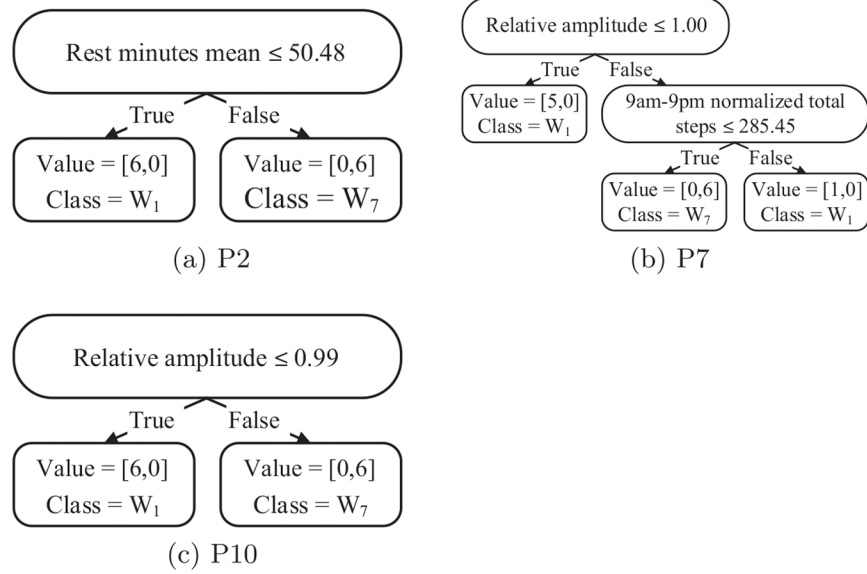 Rest minutes mean ≤ 50.48
True False
Value = [6,0]
Class = W₁
Value = [0,6]
Class = W₇
(a) P2
Relative amplitude ≤ 1.00
True False
Value = [5,0]
Class = W₁
9am-9pm normalized total
steps ≤ 285.45
True False
Value = [0,6]
Class = W₇
Value = [1,0]
Class = W₁
(b) P7
Relative amplitude ≤ 0.99
True False
Value = [6,0]
Class = W₁
Value = [0,6]
Class = W₇
(c) P10